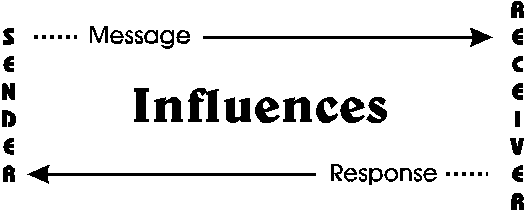 SENDER
Message
Influences
Response
RECEIVER